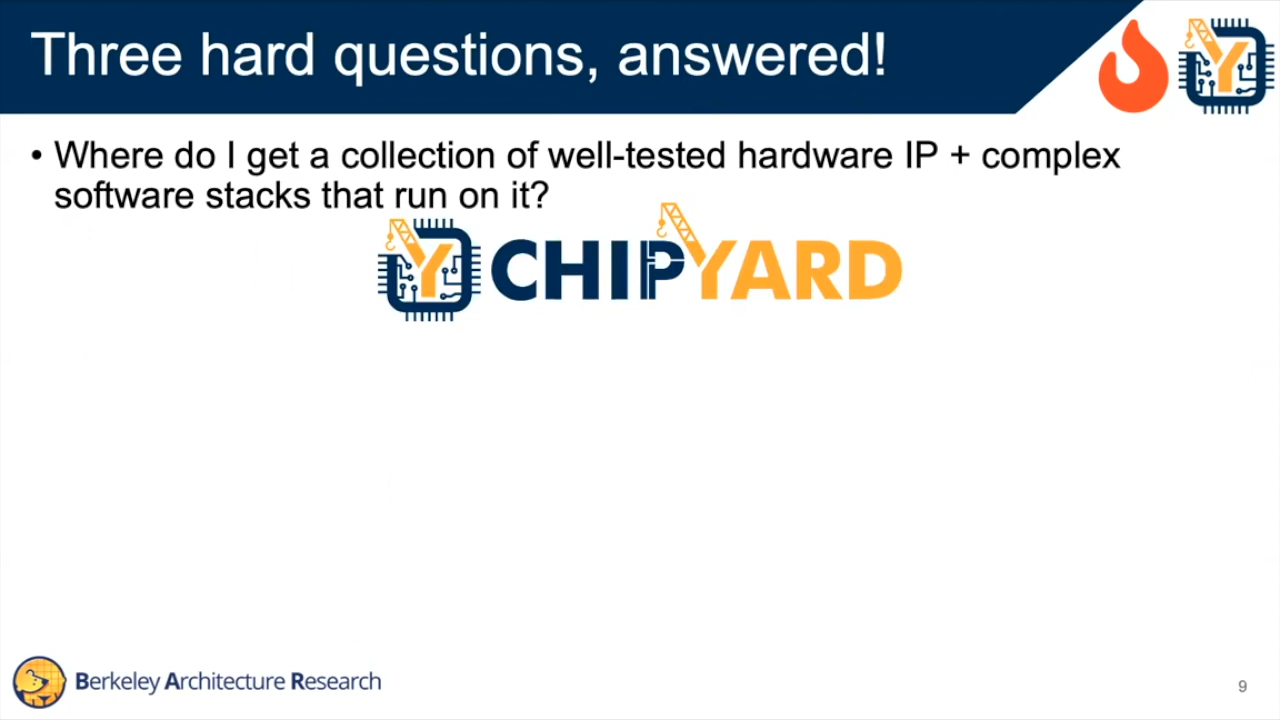 Three hard questions, answered!
• Where do I get a collection of well-tested hardware IP + complex
software stacks that run on it?
CHIPYARD
Berkeley Architecture Research
9